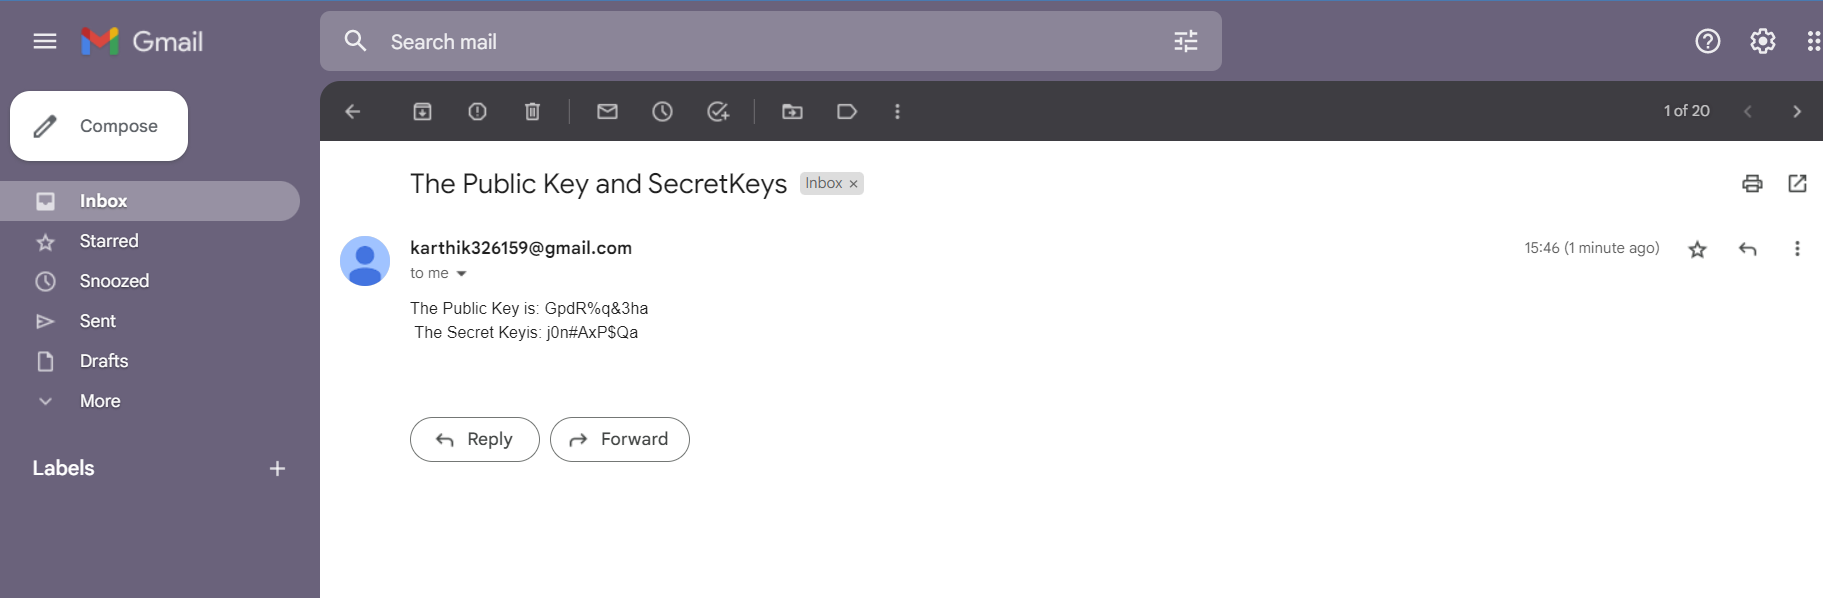 Gmail
Search mail
Compose
1 of 20
Inbox
Starred
Snoozed
Sent
Drafts
More
Labels
The Public Key and SecretKeys Inbox ×
karthik326159@gmail.com 15:46 (1 minute ago)
to me
The Public Key is: GpdR%q&3ha
The Secret Keyis: j0n#AxP$Qa
Reply Forward